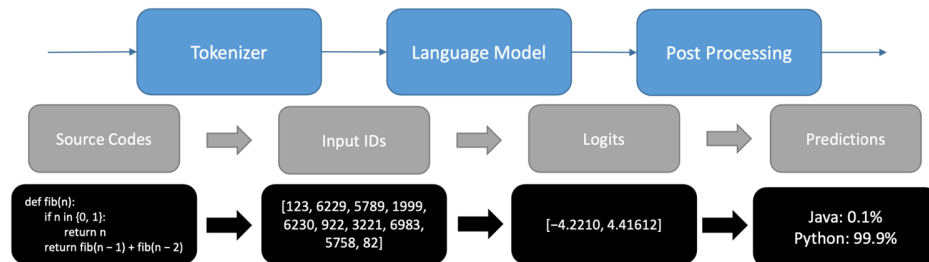 Tokenizer
Language Model
Post Processing
Source Codes
Input IDs
Logits
Predictions
def fib(n):
if n in {0, 1}:
return n
return fib(n − 1) + fib(n − 2)
[123, 6229, 5789, 1999,
6230, 922, 3221, 6983,
5758, 82]
[−4.2210, 4.41612]
Java: 0.1%
Python: 99.9%